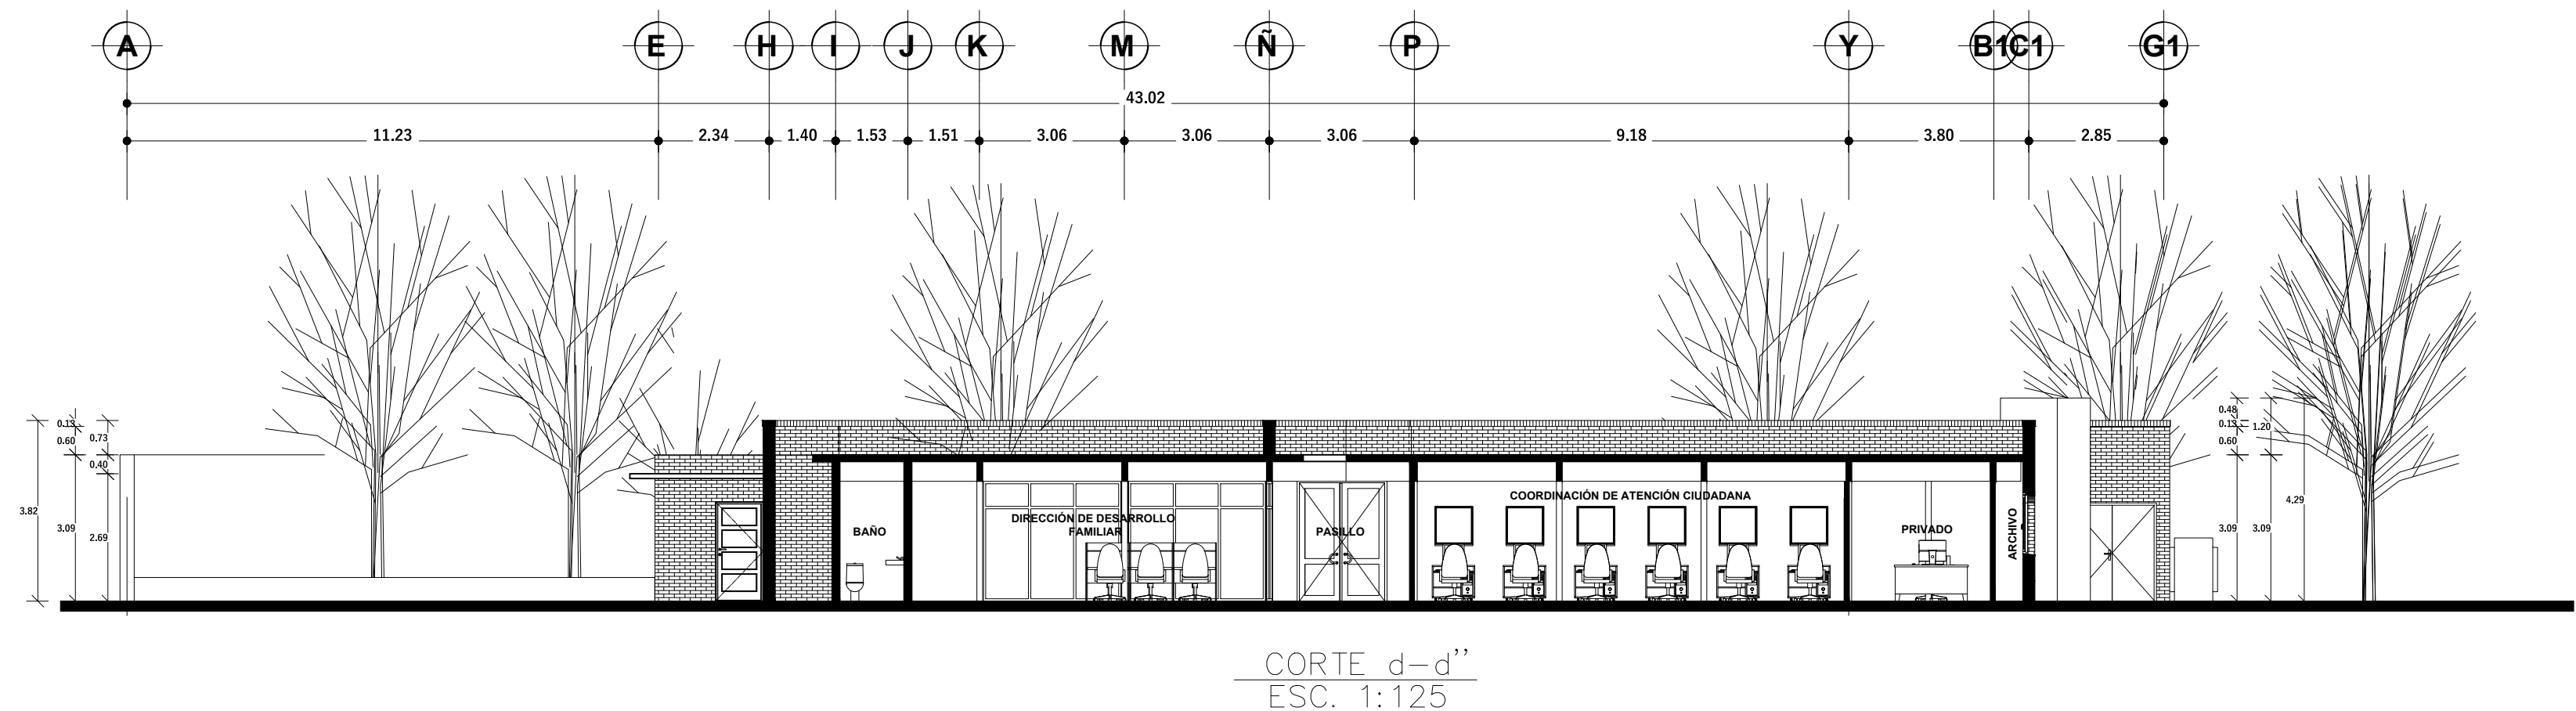 A E H I J K M Ñ P Y B1 C1 G1
43.02
11.23 2.34 1.40 1.53 1.51 3.06 3.06 3.06 9.18 3.80 2.85
0.13
0.60 0.73
0.40
3.82
3.09
2.69
0.48
0.13 1.20
0.60
4.29
3.09 3.09
COORDINACIÓN DE ATENCIÓN CIUDADANA
DIRECCIÓN DE DESARROLLO
FAMILIAR
BAÑO
PASILLO
PRIVADO
ARCHIVO
CORTE d-d''
ESC. 1:125